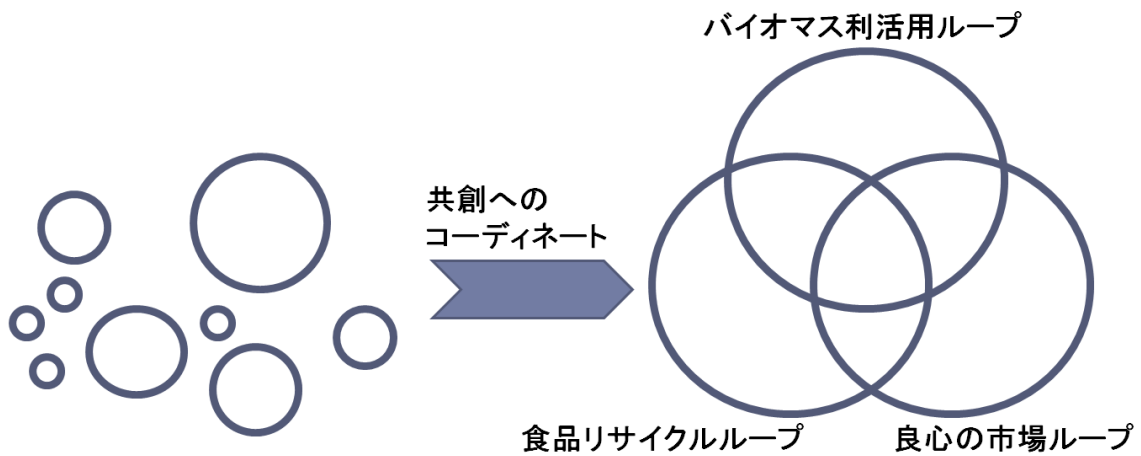 バイオマス利活用ループ
共創への
コーディネート
食品リサイクルループ
良心の市場ループ